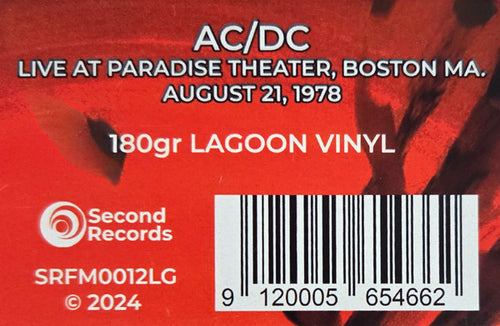 AC/DC
LIVE AT PARADISE THEATER, BOSTON MA.
AUGUST 21, 1978
180gr LAGOON VINYL
Second
Records
SRFM0012LG
© 2024
9 120005 654662